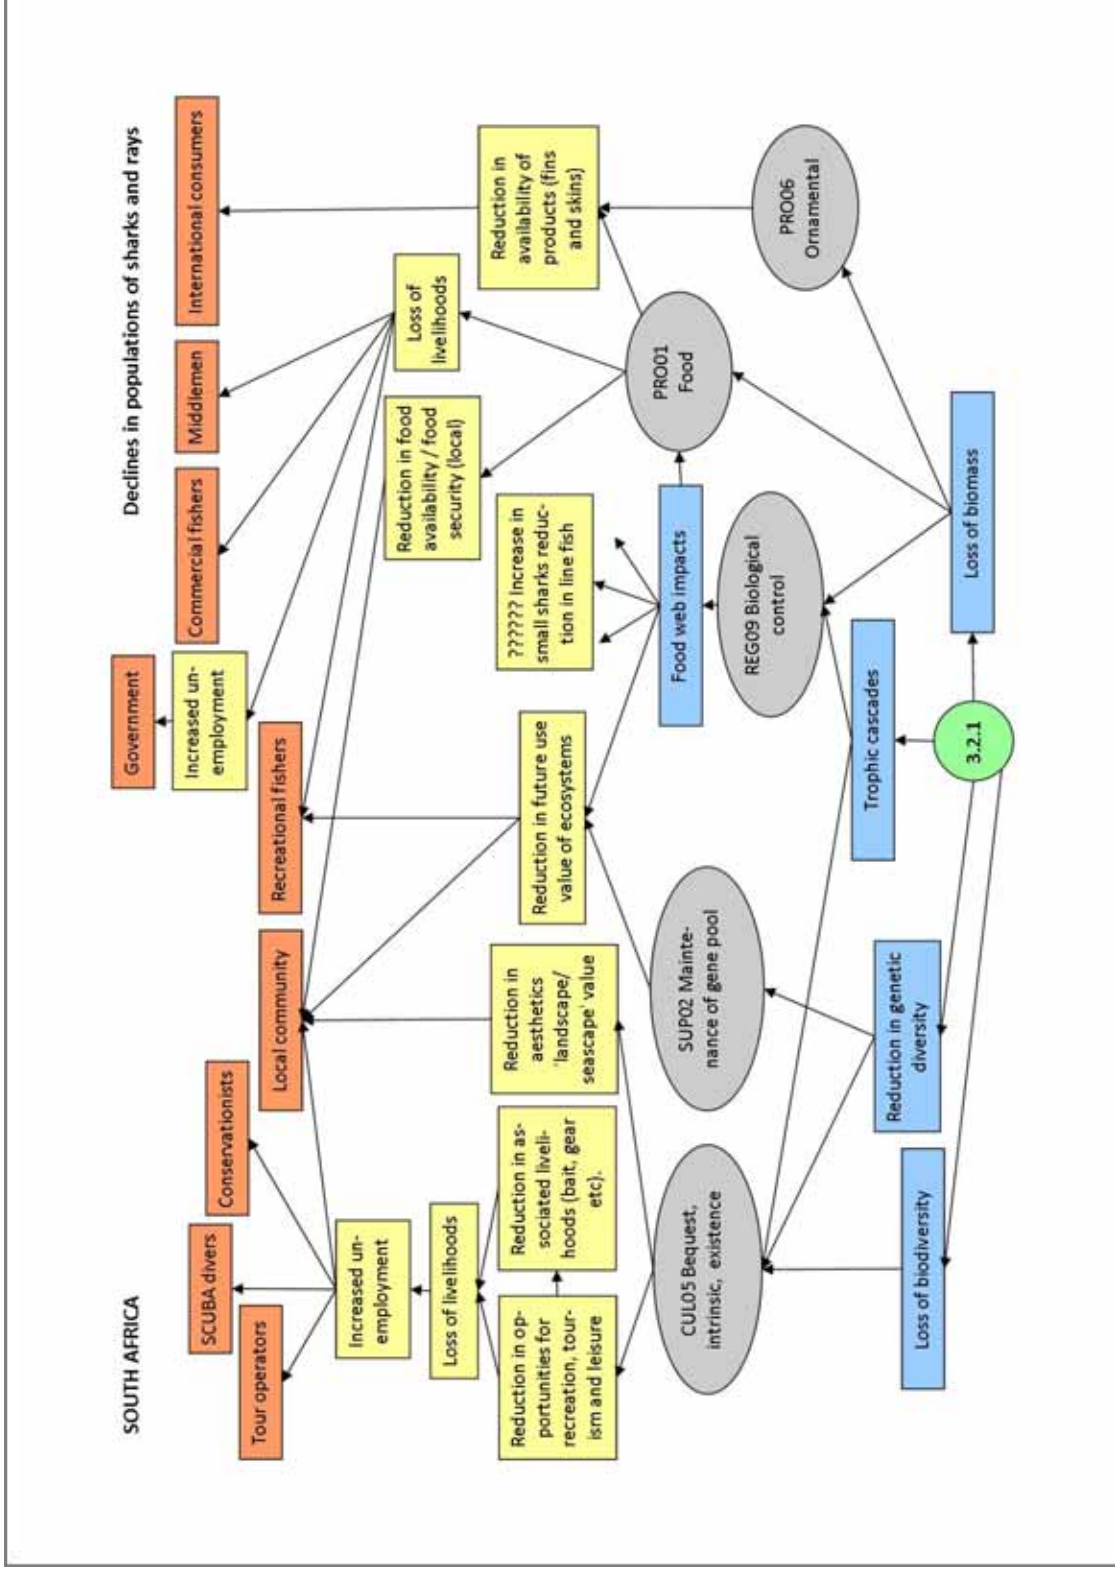 SOUTH AFRICA
Declines in populations of sharks and rays
Government
International consumers
Middlemen
Commercial fishers
Increased un-
employment
SCUBA divers
Conservationists
Tour operators
Local community
Recreational fishers
Increased un-
employment
Reduction in food
availability / food
security (local)
Loss of
livelihoods
Loss of livelihoods
Reduction in op-
portunities for
recreation, tour-
ism and leisure
Reduction in as-
sociated liveli-
hoods (bait, gear
etc).
Reduction in
aesthetics
'landscape/
seascape' value
Reduction in future use
value of ecosystems
?????? Increase in
small sharks reduc-
tion in line fish
Reduction in
availability of
products (fins
and skins)
CUL05 Bequest,
intrinsic, existence
SUP02 Mainte-
nance of gene pool
Food web impacts
PRO01
Food
REG09 Biological
control
PRO06
Ornamental
Loss of biodiversity
Reduction in genetic
diversity
Trophic cascades
Loss of biomass
3.2.1